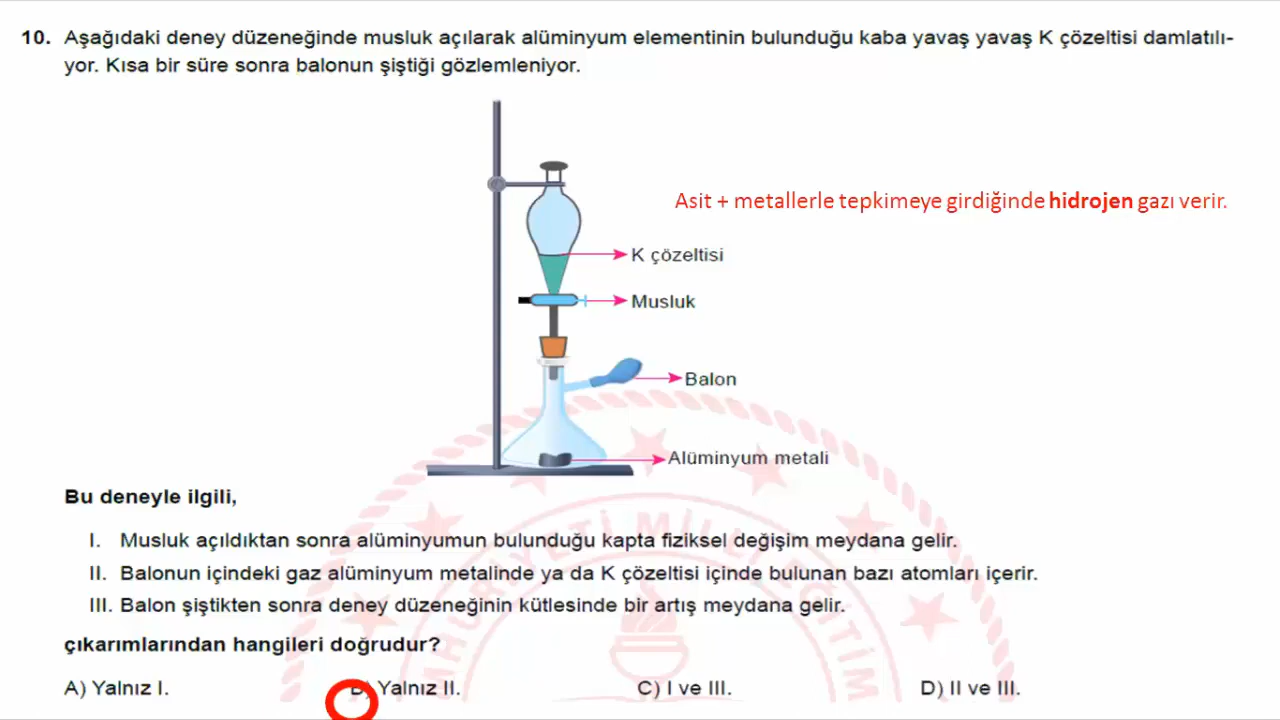 10. Aşağıdaki deney düzeneğinde musluk açılarak alüminyum elementinin bulunduğu kaba yavaş yavaş K çözeltisi damlatılı-
yor. Kısa bir süre sonra balonun şiştiği gözlemleniyor.
Asit + metallerle tepkimeye girdiğinde hidrojen gazı verir.
K çözeltisi
Musluk
Balon
Alüminyum metali
Bu deneyle ilgili,
I. Musluk açıldıktan sonra alüminyumun bulunduğu kapta fiziksel değişim meydana gelir.
II. Balonun içindeki gaz alüminyum metalinde ya da K çözeltisi içinde bulunan bazı atomları içerir.
III. Balon şiştikten sonra deney düzeneğinin kütlesinde bir artış meydana gelir.
çıkarımlarından hangileri doğrudur?
A) Yalnız I. B) Yalnız II. C) I ve III. D) II ve III.